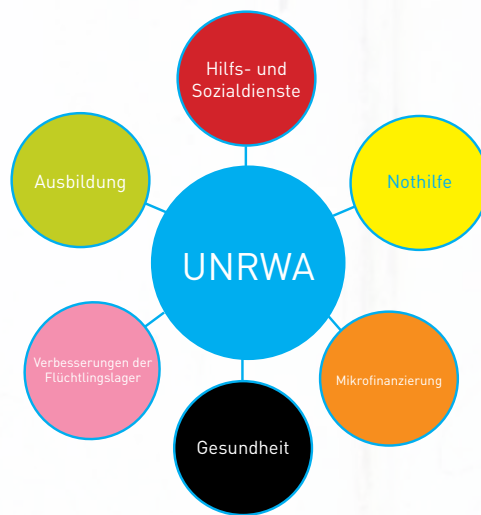 Hilfs- und
Sozialdienste
Ausbildung
Nothilfe
UNRWA
Verbesserungen der
Flüchtlingslager
Mikrofinanzierung
Gesundheit